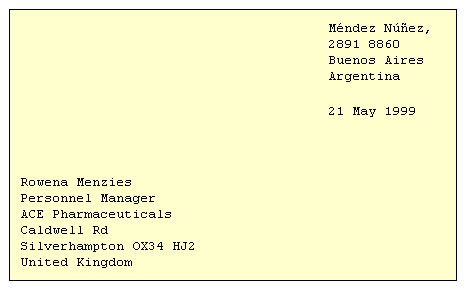 Méndez Núñez,
2891 8860
Buenos Aires
Argentina
21 May 1999
Rowena Menzies
Personnel Manager
ACE Pharmaceuticals
Caldwell Rd
Silverhampton OX34 HJ2
United Kingdom